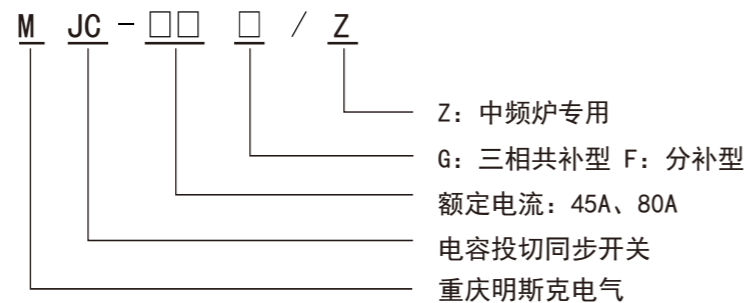 M JC-□□ □ / Z
Z：中频炉专用
G：三相共补型 F：分补型
额定电流：45A、80A
电容投切同步开关
重庆明斯克电气